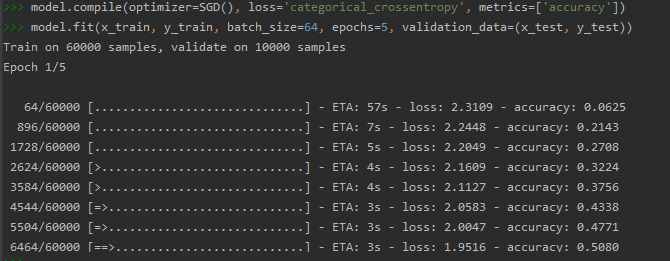 >>> model.compile(optimizer=SGD(), loss='categorical_crossentropy', metrics=['accuracy'])
>>> model.fit(x_train, y_train, batch_size=64, epochs=5, validation_data=(x_test, y_test))
Train on 60000 samples, validate on 10000 samples
Epoch 1/5
64/60000 [..............................] - ETA: 57s - loss: 2.3109 - accuracy: 0.0625
896/60000 [..............................] - ETA: 7s - loss: 2.2448 - accuracy: 0.2143
1728/60000 [..............................] - ETA: 5s - loss: 2.2049 - accuracy: 0.2708
2624/60000 [>.............................] - ETA: 4s - loss: 2.1609 - accuracy: 0.3224
3584/60000 [>.............................] - ETA: 4s - loss: 2.1127 - accuracy: 0.3756
4544/60000 [=>............................] - ETA: 3s - loss: 2.0583 - accuracy: 0.4338
5504/60000 [=>............................] - ETA: 3s - loss: 2.0047 - accuracy: 0.4771
6464/60000 [==>...........................] - ETA: 3s - loss: 1.9516 - accuracy: 0.5080